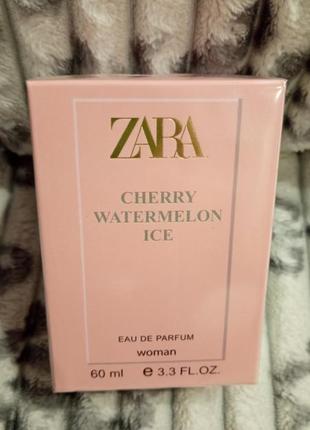 ZARA
CHERRY
WATERMELON
ICE
EAU DE PARFUM
woman
60 ml ℮ 3.3 FL.OZ.